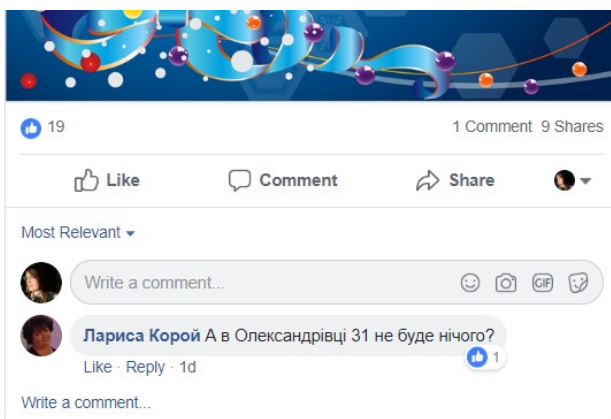 19
1 Comment 9 Shares
Like Comment Share
Most Relevant
Write a comment...
GIF
Лариса Корой А в Олександрівці 31 не буде нічого?
1
Like · Reply · 1d
Write a comment...